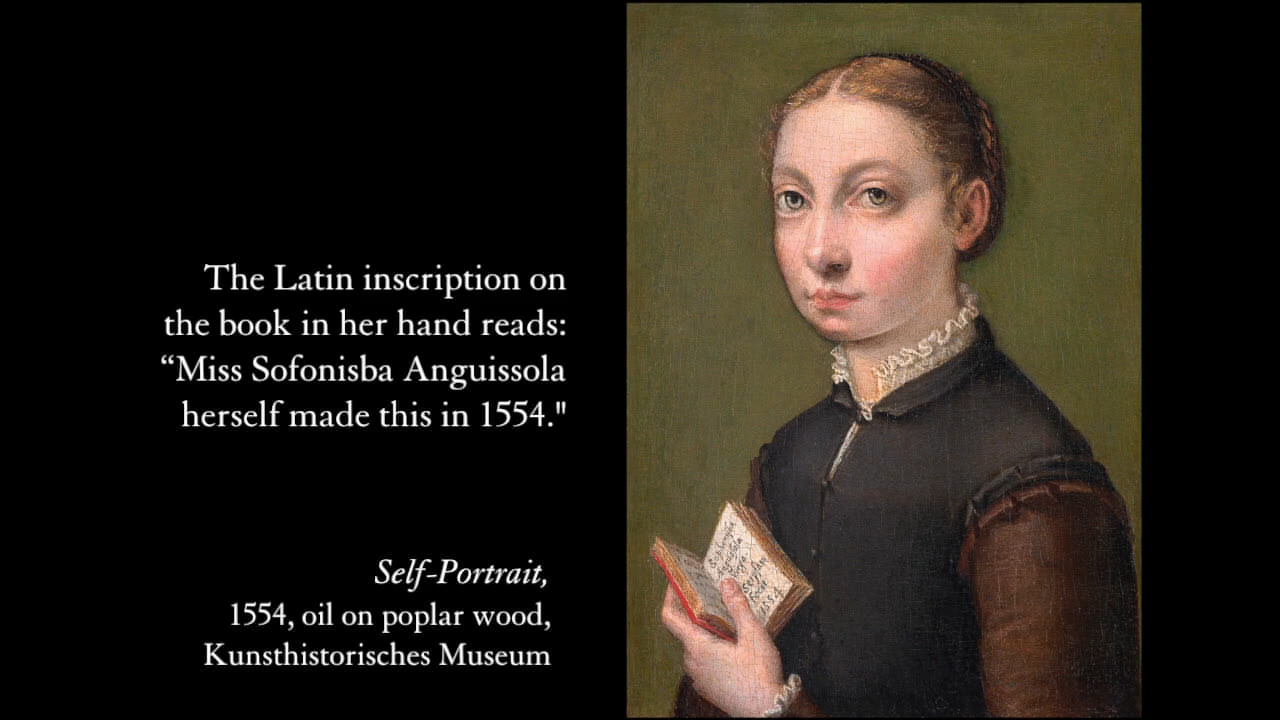 The Latin inscription on
the book in her hand reads:
“Miss Sofonisba Anguissola
herself made this in 1554."
Self-Portrait,
1554, oil on poplar wood,
Kunsthistorisches Museum
1554